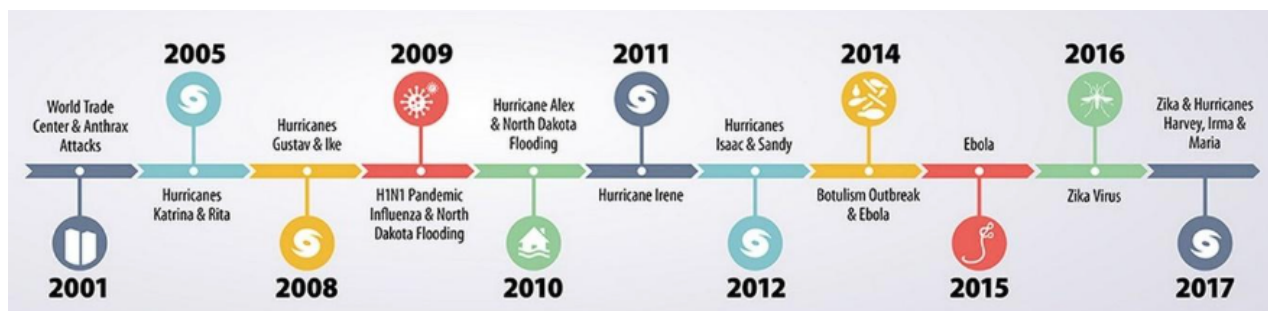 2001
World Trade
Center & Anthrax
Attacks
2005
Hurricanes
Katrina & Rita
2008
Hurricanes
Gustav & Ike
2009
H1N1 Pandemic
Influenza & North
Dakota Flooding
2010
Hurricane Alex
& North Dakota
Flooding
2011
Hurricane Irene
2012
Hurricanes
Isaac & Sandy
2014
Botulism Outbreak
& Ebola
2015
Ebola
2016
Zika Virus
2017
Zika & Hurricanes
Harvey, Irma &
Maria